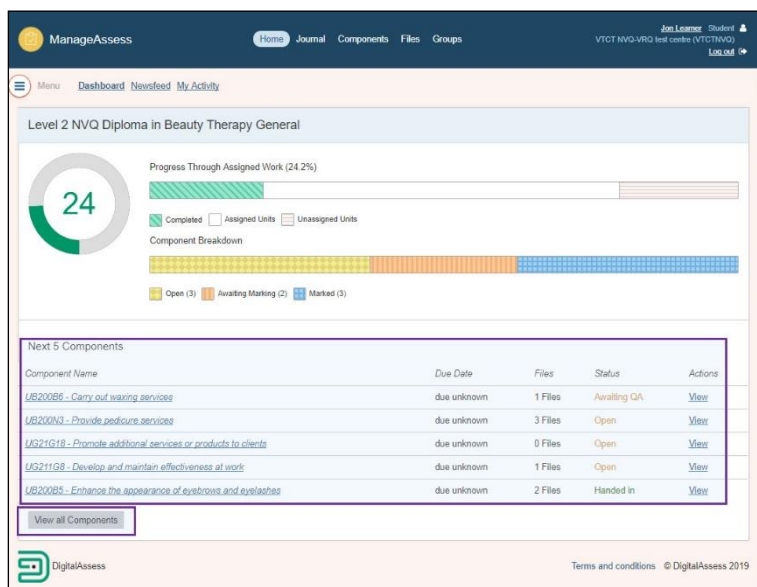 ManageAssess
Home Journal Components Files Groups
Jon Learner Student
VTCT NVQ-VRQ test centre (VTCTNVQ)
Log out
Menu Dashboard Newsfeed My Activity
Level 2 NVQ Diploma in Beauty Therapy General
24
Progress Through Assigned Work (24.2%)
Completed Assigned Units Unassigned Units
Component Breakdown
Open (3) Awaiting Marking (2) Marked (3)
Next 5 Components
Component Name Due Date Files Status Actions
UB200B6 - Carry out waxing services due unknown 1 Files Awaiting QA View
UB200N3 - Provide pedicure services due unknown 3 Files Open View
UG21G18 - Promote additional services or products to clients due unknown 0 Files Open View
UG211G8 - Develop and maintain effectiveness at work due unknown 1 Files Open View
UB200B5 - Enhance the appearance of eyebrows and eyelashes due unknown 2 Files Handed in View
View all Components
DigitalAssess Terms and conditions © DigitalAssess 2019